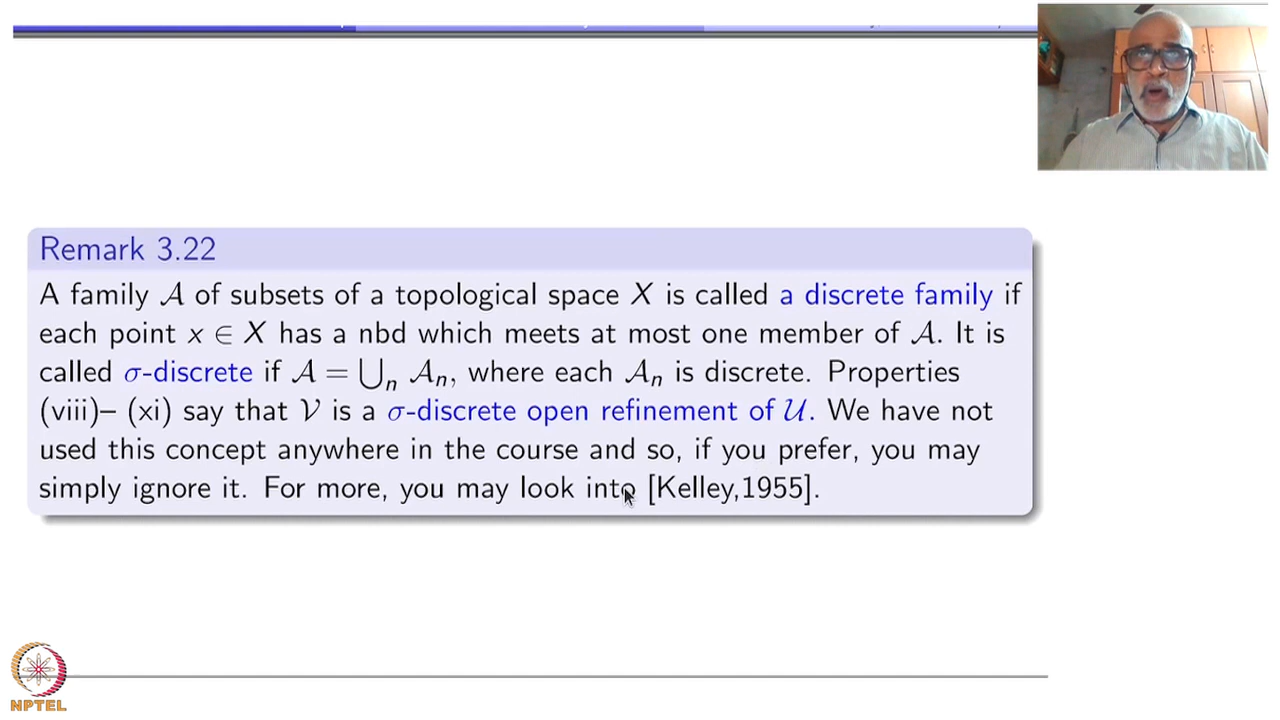 Remark 3.22
A family 𝒜 of subsets of a topological space X is called a discrete family if
each point x ∈ X has a nbd which meets at most one member of 𝒜. It is
called σ-discrete if 𝒜 = ⋃ₙ 𝒜ₙ, where each 𝒜ₙ is discrete. Properties
(viii)– (xi) say that 𝒱 is a σ-discrete open refinement of 𝒰. We have not
used this concept anywhere in the course and so, if you prefer, you may
simply ignore it. For more, you may look into [Kelley,1955].
NPTEL